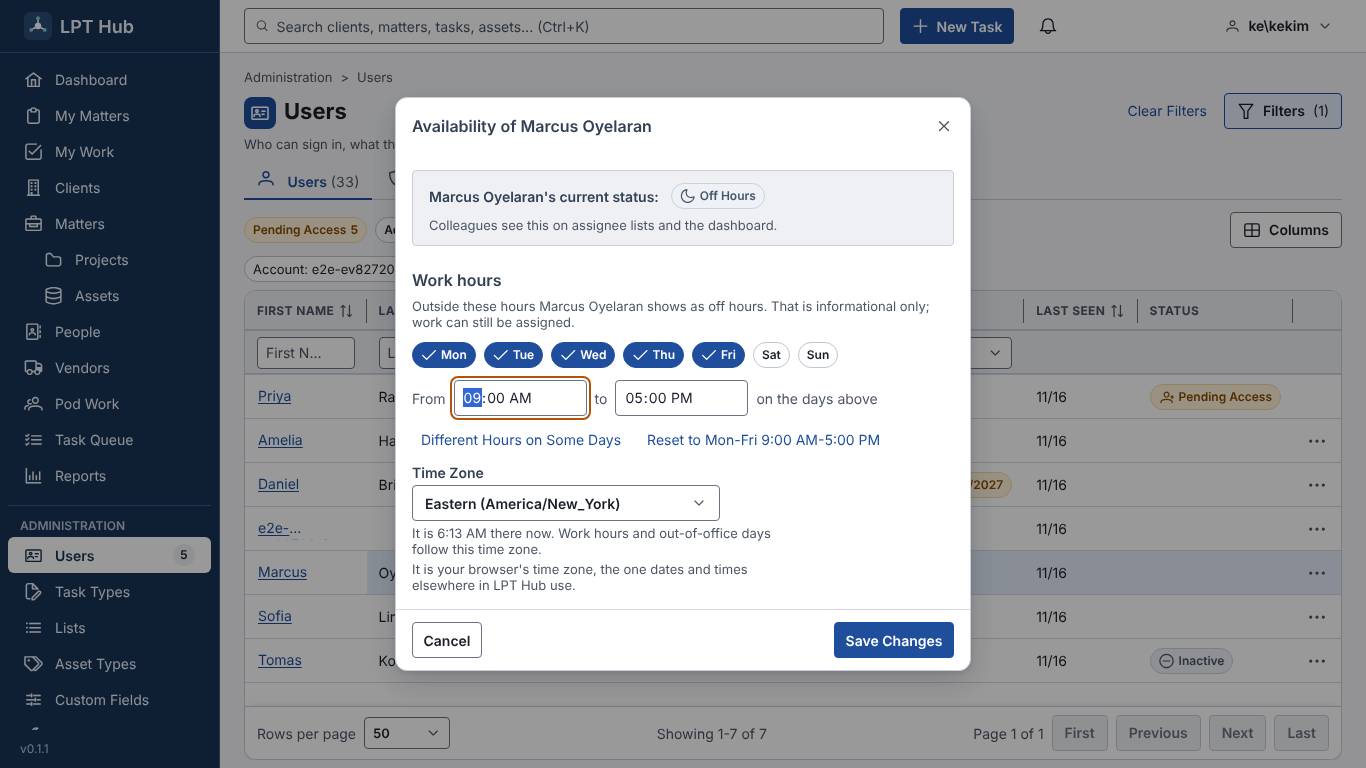 LPT Hub
Search clients, matters, tasks, assets... (Ctrl+K)
New Task
ke\kekim
Dashboard
My Matters
My Work
Clients
Matters
Projects
Assets
People
Vendors
Pod Work
Task Queue
Reports
ADMINISTRATION
Users 5
Task Types
Lists
Asset Types
Custom Fields
v0.1.1
Administration > Users
Users
Clear Filters
Filters (1)
Who can sign in, what th
Users (33)
Pending Access 5
Columns
Account: e2e-ev82720
FIRST NAME
LAST SEEN
STATUS
First N...
Priya
11/16
Pending Access
Amelia
11/16
Daniel
/2027
11/16
e2e-...
11/16
Marcus
11/16
Sofia
11/16
Tomas
11/16
Inactive
Rows per page 50
Showing 1-7 of 7
Page 1 of 1
First
Previous
Next
Last
Availability of Marcus Oyelaran
Marcus Oyelaran's current status: Off Hours
Colleagues see this on assignee lists and the dashboard.
Work hours
Outside these hours Marcus Oyelaran shows as off hours. That is informational only;
work can still be assigned.
Mon Tue Wed Thu Fri Sat Sun
From 09:00 AM to 05:00 PM on the days above
Different Hours on Some Days
Reset to Mon-Fri 9:00 AM-5:00 PM
Time Zone
Eastern (America/New_York)
It is 6:13 AM there now. Work hours and out-of-office days
follow this time zone.
It is your browser's time zone, the one dates and times
elsewhere in LPT Hub use.
Cancel
Save Changes